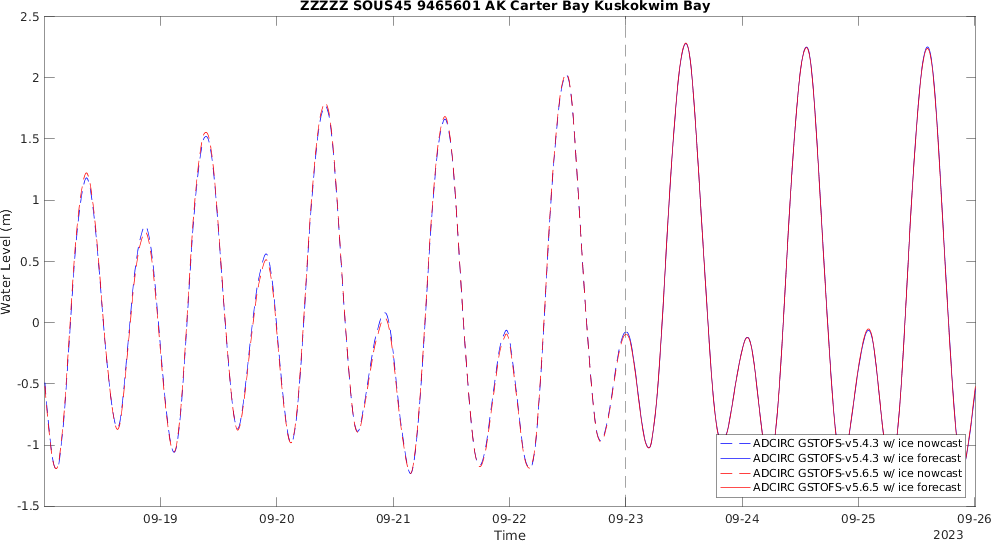 ZZZZZ SOUS45 9465601 AK Carter Bay Kuskokwim Bay
2.5
2
1.5
1
0.5
0
-0.5
-1
-1.5
Water Level (m)
ADCIRC GSTOFS-v5.4.3 w/ ice nowcast
ADCIRC GSTOFS-v5.4.3 w/ ice forecast
ADCIRC GSTOFS-v5.6.5 w/ ice nowcast
ADCIRC GSTOFS-v5.6.5 w/ ice forecast
09-19 09-20 09-21 09-22 09-23 09-24 09-25 09-26
Time
2023